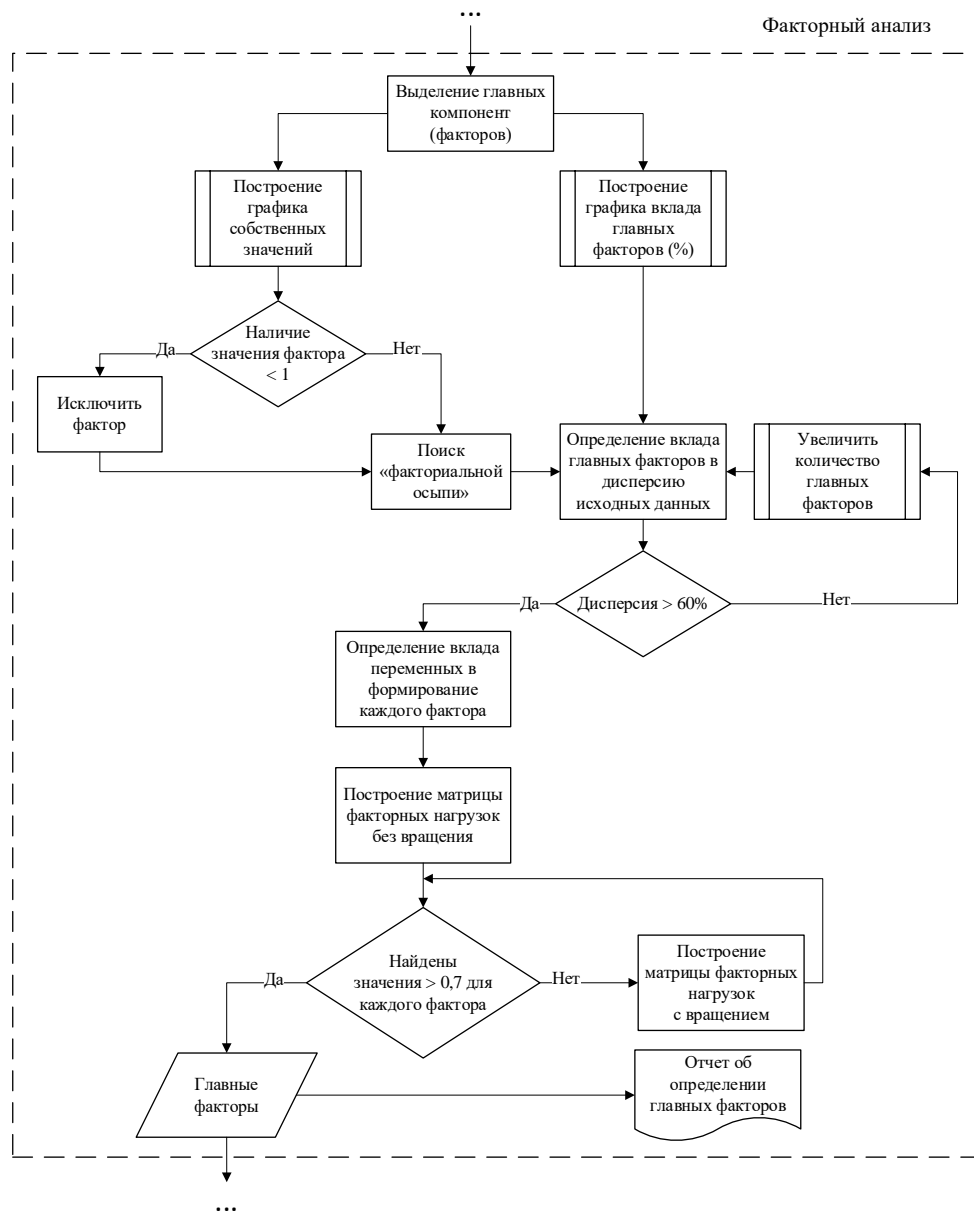 ...
Факторный анализ
Выделение главных
компонент
(факторов)
Построение
графика
собственных
значений
Построение
графика вклада
главных
факторов (%)
Наличие
значения фактора
< 1
Да
Нет
Исключить
фактор
Поиск
«факториальной
осыпи»
Определение вклада
главных факторов в
дисперсию
исходных данных
Увеличить
количество
главных
факторов
Дисперсия > 60%
Да
Нет
Определение вклада
переменных в
формирование
каждого фактора
Построение матрицы
факторных нагрузок
без вращения
Найдены
значения > 0,7 для
каждого фактора
Да
Нет
Построение
матрицы факторных
нагрузок
с вращением
Главные
факторы
Отчет об
определении
главных факторов
...